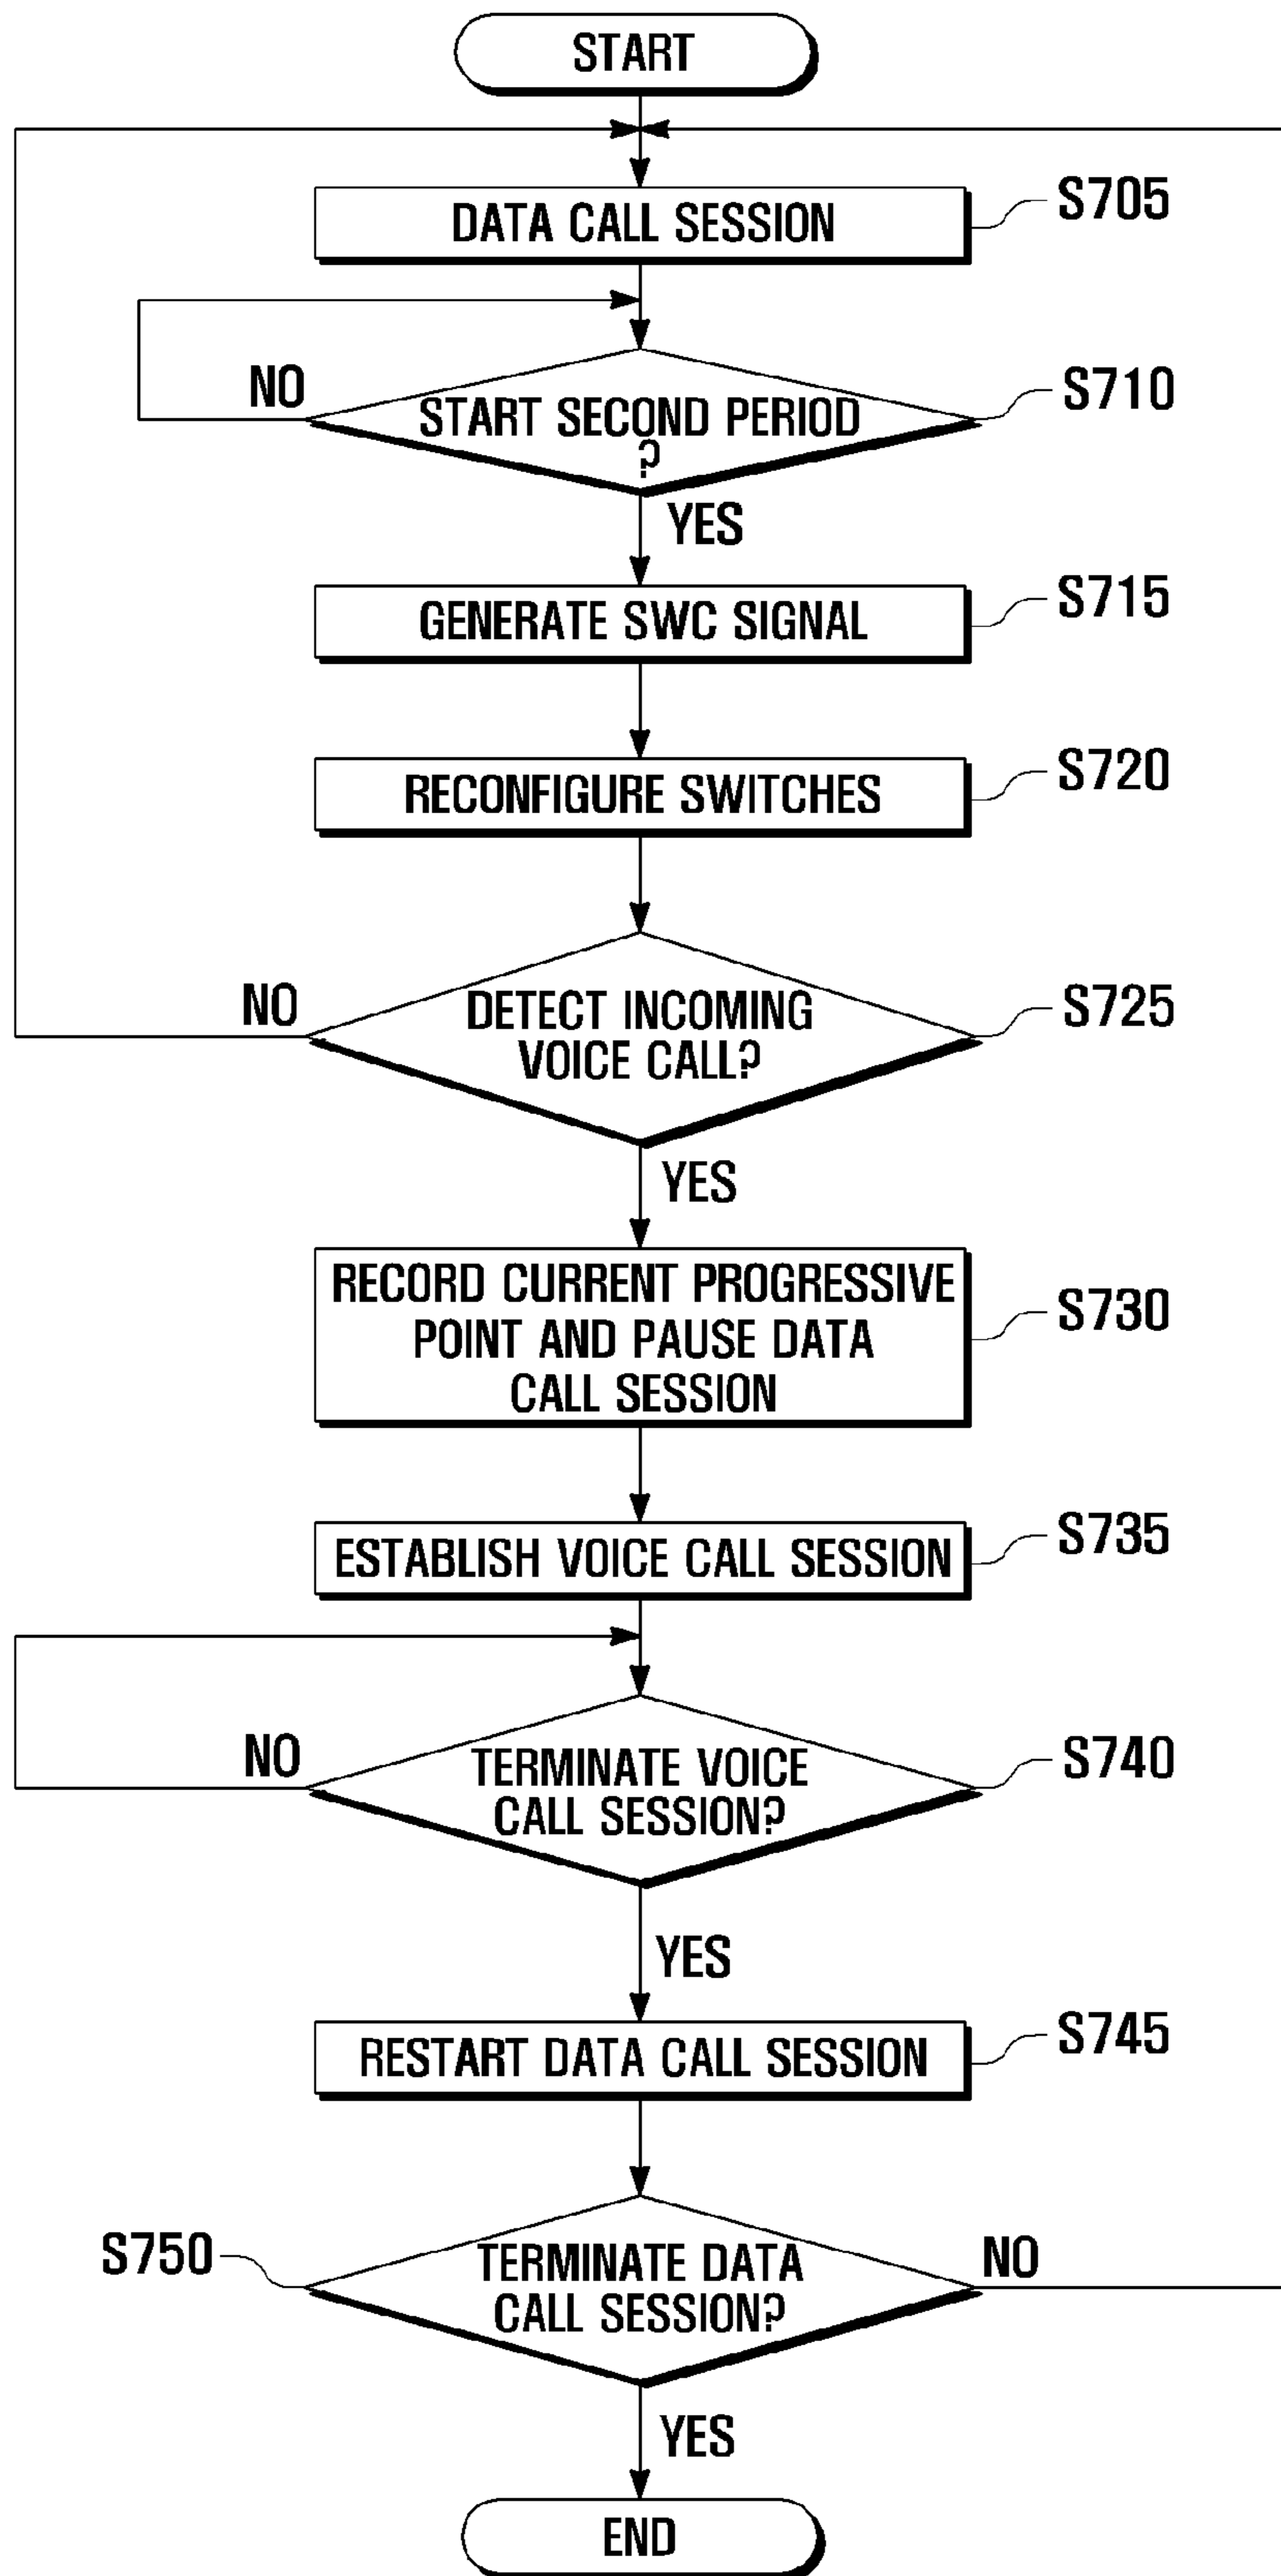 START
DATA CALL SESSION
S705
NO
START SECOND PERIOD
?
S710
YES
GENERATE SWC SIGNAL
S715
RECONFIGURE SWITCHES
S720
NO
DETECT INCOMING
VOICE CALL?
S725
YES
RECORD CURRENT PROGRESSIVE
POINT AND PAUSE DATA
CALL SESSION
S730
ESTABLISH VOICE CALL SESSION
S735
NO
TERMINATE VOICE
CALL SESSION?
S740
YES
RESTART DATA CALL SESSION
S745
S750
TERMINATE DATA
CALL SESSION?
NO
YES
END